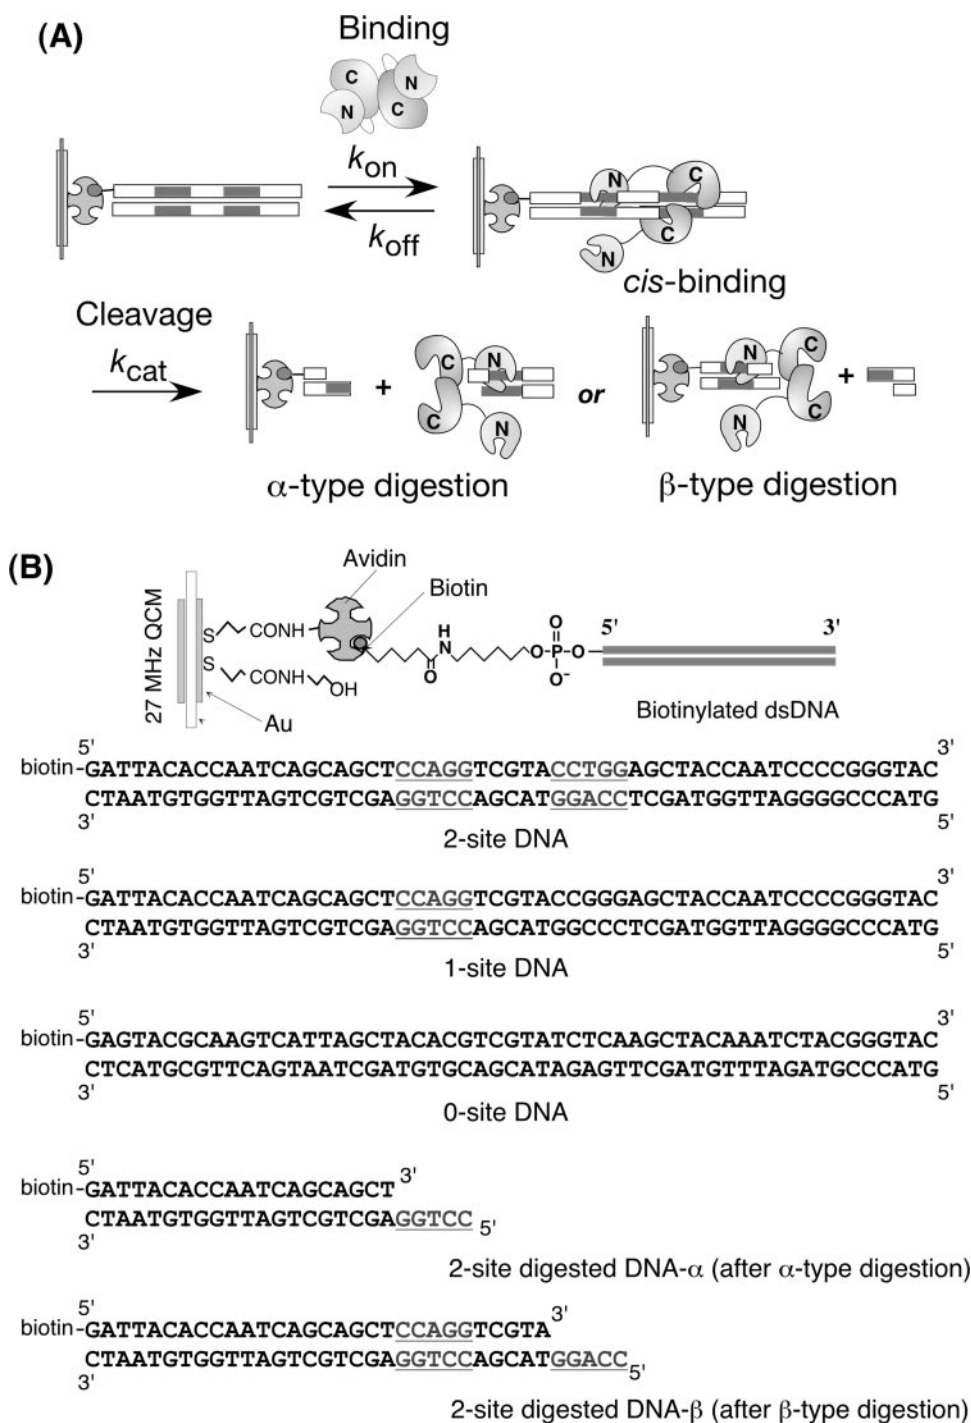 (A)
Binding
C
N
N
C
kon
koff
N
C
C
N
cis-binding
Cleavage
kcat
+
C
N
C
N
or
N
C
N
C
+
α-type digestion
β-type digestion
(B)
Avidin
Biotin
27 MHz QCM
S
CONH
S
CONH
OH
Au
H
N
O
O
O-P-O
O-
5'
3'
Biotinylated dsDNA
5'
3'
biotin-GATTACACCAATCAGCAGCTCCAGGTCGTACCTGGAGCTACCAATCCCCGGGTAC
CTAATGTGGTTAGTCGTCGAGGTCCAGCATGGACCTCGATGGTTAGGGGCCCATG
3'
5'
2-site DNA
5'
3'
biotin-GATTACACCAATCAGCAGCTCCAGGTCGTACCGGGAGCTACCAATCCCCGGGTAC
CTAATGTGGTTAGTCGTCGAGGTCCAGCATGGCCCTCGATGGTTAGGGGCCCATG
3'
5'
1-site DNA
5'
3'
biotin-GAGTACGCAAGTCATTAGCTACACGTCGTATCTCAAGCTACAAATCTACGGGTAC
CTCATGCGTTCAGTAATCGATGTGCAGCATAGAGTTCGATGTTTAGATGCCCATG
3'
5'
0-site DNA
5'
3'
biotin-GATTACACCAATCAGCAGCT
CTAATGTGGTTAGTCGTCGAGGTCC
3'
5'
2-site digested DNA-α (after α-type digestion)
5'
3'
biotin-GATTACACCAATCAGCAGCTCCAGGTCGTA
CTAATGTGGTTAGTCGTCGAGGTCCAGCATGGACC
3'
5'
2-site digested DNA-β (after β-type digestion)